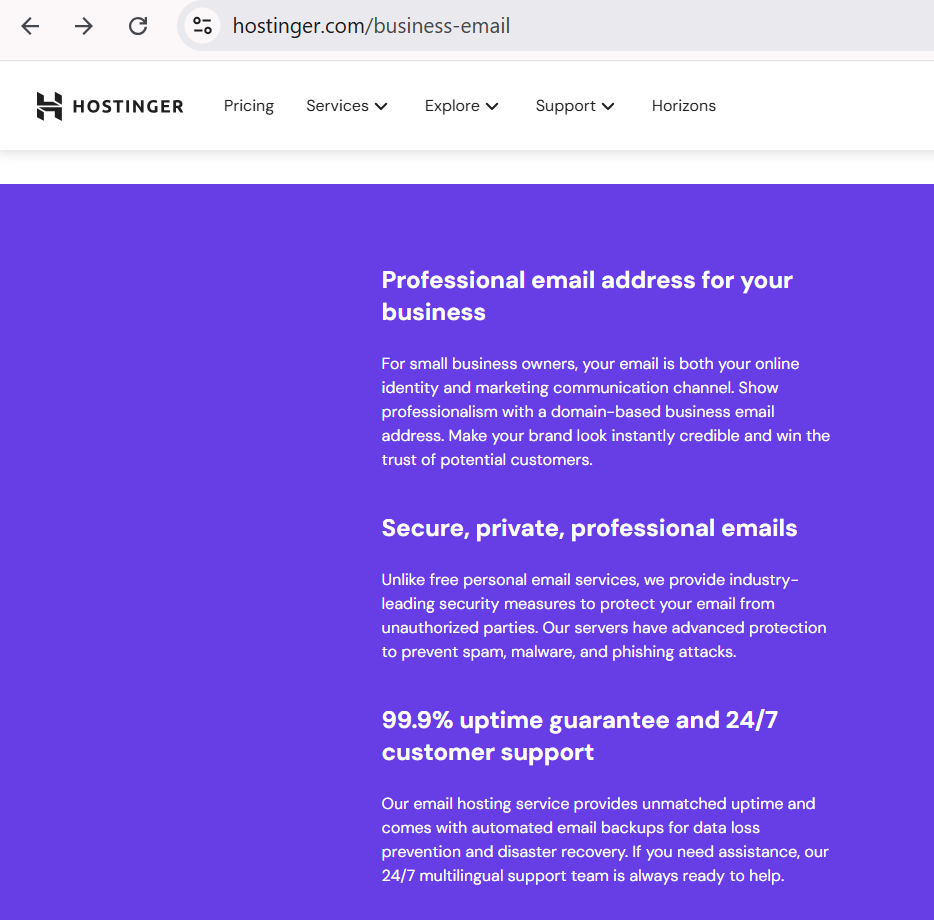 hostinger.com/business-email
HOSTINGER
Pricing
Services
Explore
Support
Horizons
Professional email address for your
business
For small business owners, your email is both your online
identity and marketing communication channel. Show
professionalism with a domain-based business email
address. Make your brand look instantly credible and win the
trust of potential customers.
Secure, private, professional emails
Unlike free personal email services, we provide industry-
leading security measures to protect your email from
unauthorized parties. Our servers have advanced protection
to prevent spam, malware, and phishing attacks.
99.9% uptime guarantee and 24/7
customer support
Our email hosting service provides unmatched uptime and
comes with automated email backups for data loss
prevention and disaster recovery. If you need assistance, our
24/7 multilingual support team is always ready to help.